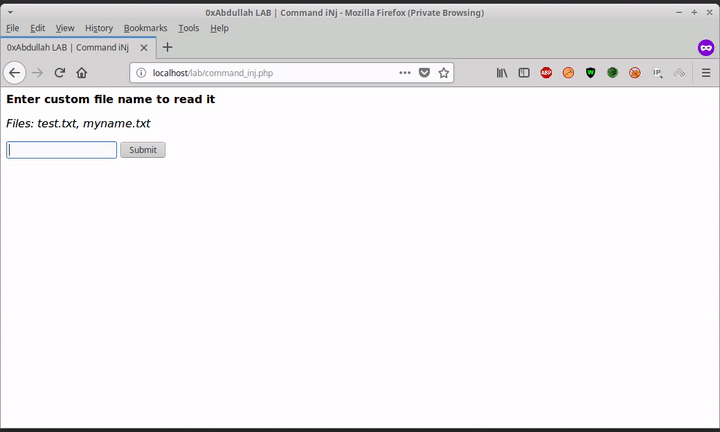 0xAbdullah LAB | Command iNj - Mozilla Firefox (Private Browsing)
File Edit View History Bookmarks Tools Help
0xAbdullah LAB | Command iNj
localhost/lab/command_inj.php
ABP
W
IP
Enter custom file name to read it
Files: test.txt, myname.txt
Submit